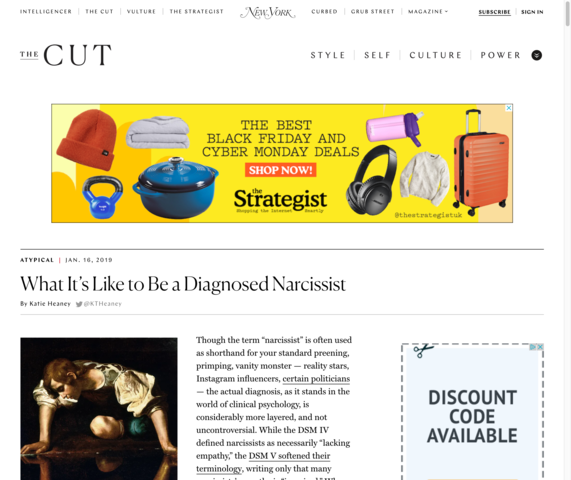 INTELLIGENCER | THE CUT | VULTURE | THE STRATEGIST
NEW YORK
CURBED | GRUB STREET | MAGAZINE
SUBSCRIBE | SIGN IN
THE CUT
STYLE | SELF | CULTURE | POWER
THE BEST
BLACK FRIDAY AND
CYBER MONDAY DEALS
SHOP NOW!
the
Strategist
Shopping the Internet Smartly
@thestrategistuk
ATYPICAL | JAN. 16, 2019
What It's Like to Be a Diagnosed Narcissist
By Katie Heaney @KTHeaney
Though the term “narcissist” is often used
as shorthand for your standard preening,
primping, vanity monster — reality stars,
Instagram influencers, certain politicians
— the actual diagnosis, as it stands in the
world of clinical psychology, is
considerably more layered, and not
uncontroversial. While the DSM IV
defined narcissists as necessarily “lacking
empathy,” the DSM V softened their
terminology, writing only that many
DISCOUNT
CODE
AVAILABLE